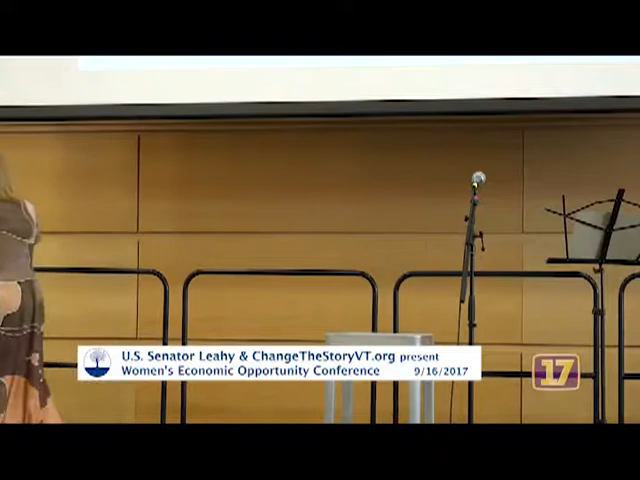 U.S. Senator Leahy & ChangeTheStoryVT.org present
Women's Economic Opportunity Conference 9/16/2017
17